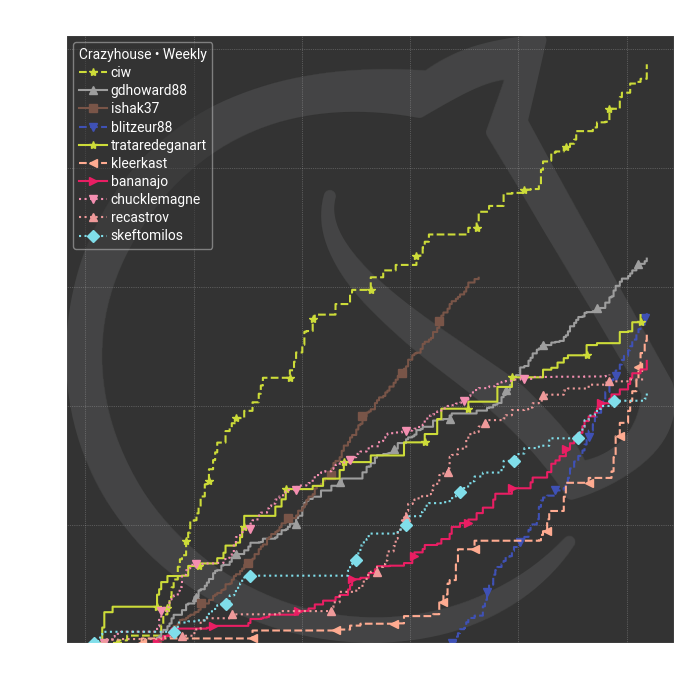 Crazyhouse • Weekly
ciw
gdhoward88
ishak37
blitzeur88
trataredeganart
kleerkast
bananajo
chucklemagne
recastrov
skeftomilos